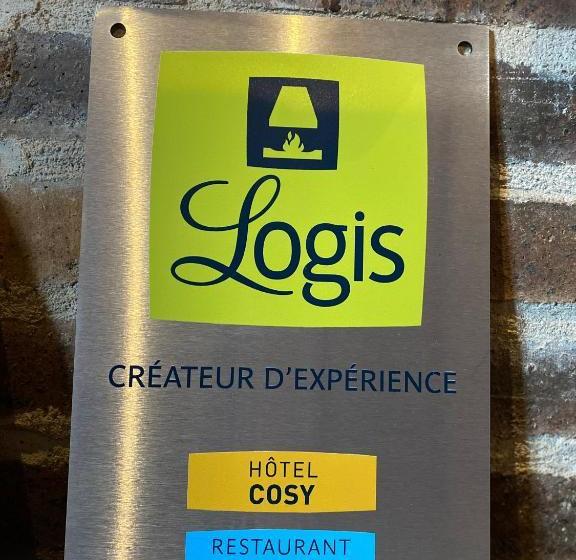 Logis
CRÉATEUR D'EXPÉRIENCE
HÔTEL
COSY
RESTAURANT